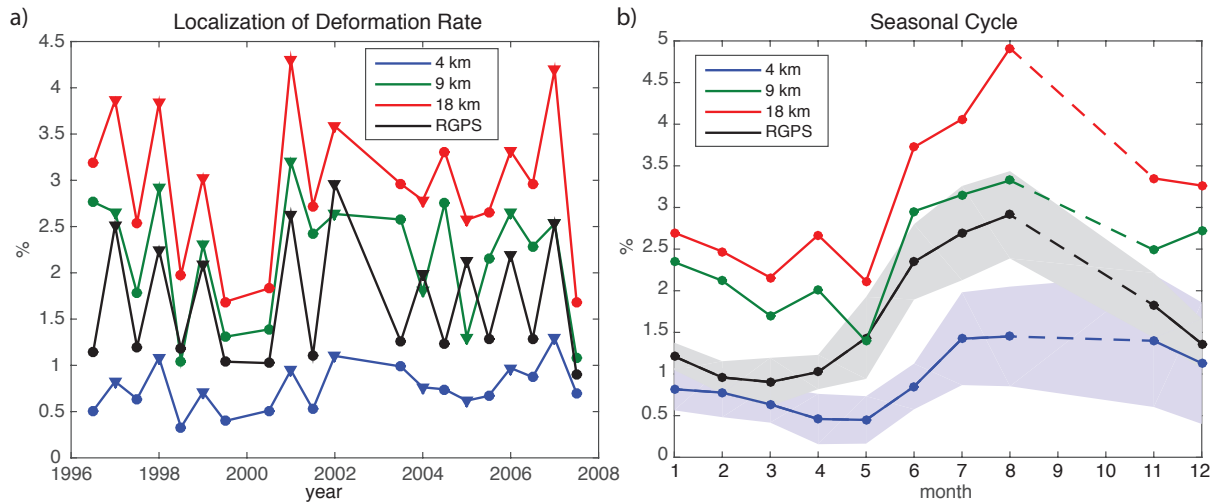 a)
Localization of Deformation Rate
4.5
4
3.5
3
2.5
2
1.5
1
0.5
0
%
4 km
9 km
18 km
RGPS
1996 1998 2000 2002 2004 2006 2008
year
b)
Seasonal Cycle
5
4.5
4
3.5
3
2.5
2
1.5
1
0.5
0
%
4 km
9 km
18 km
RGPS
1 2 3 4 5 6 7 8 9 10 11 12
month